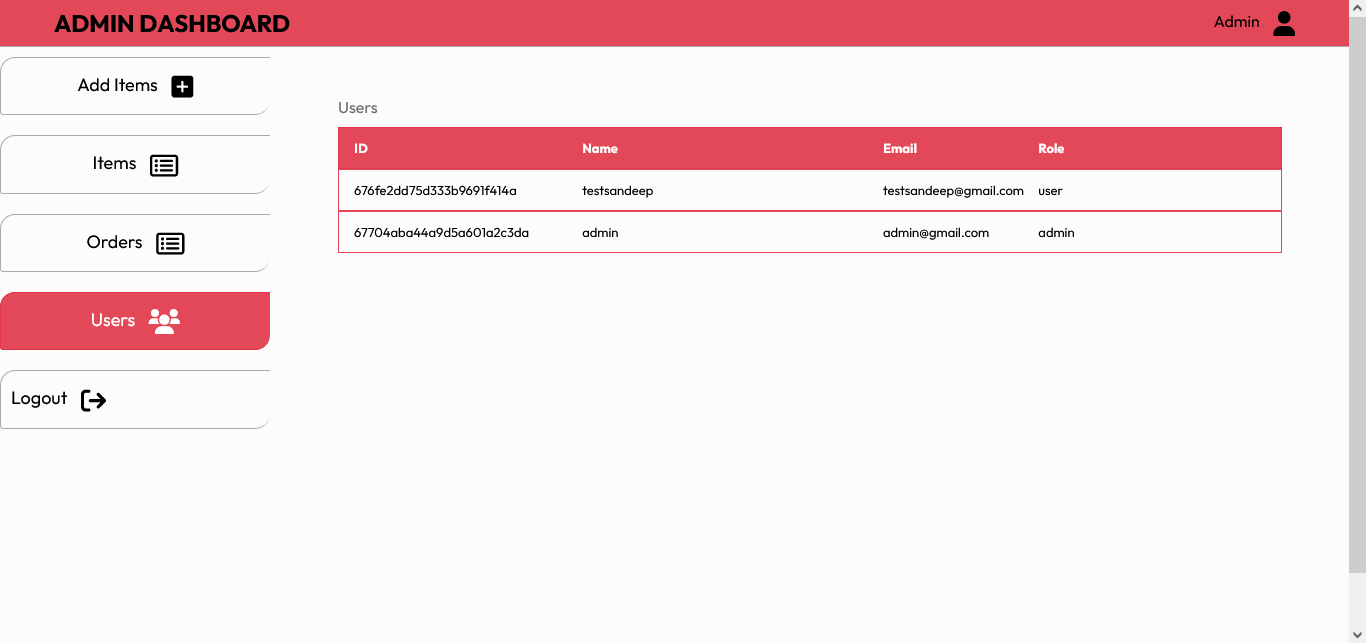 ADMIN DASHBOARD
Admin
Add Items
Items
Orders
Users
Logout
Users
ID Name Email Role
676fe2dd75d333b9691f414a testsandeep testsandeep@gmail.com user
67704aba44a9d5a601a2c3da admin admin@gmail.com admin